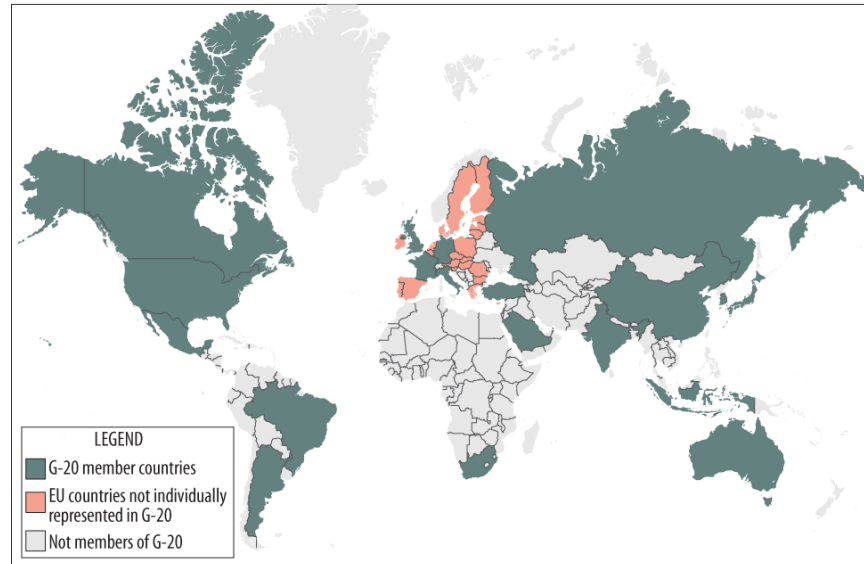 LEGEND
G-20 member countries
EU countries not individually
represented in G-20
Not members of G-20